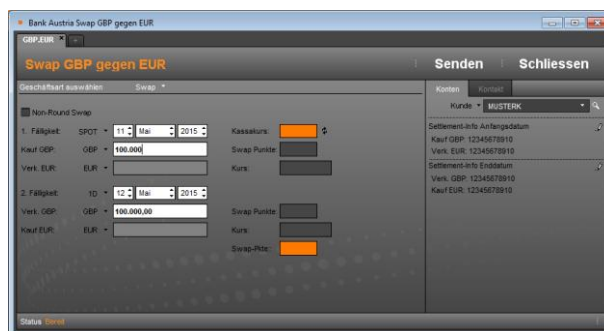 Bank Austria Swap GBP gegen EUR
GBP.EUR
Swap GBP gegen EUR
Senden
Schliessen
Geschäftsart auswählen Swap
Konten Kontakt
Kunde MUSTERK
Non-Round Swap
1. Fälligkeit: SPOT 11 Mai 2015 Kassakurs:
Kauf GBP: GBP 100.000 Swap Punkte:
Verk. EUR: EUR Kurs:
2. Fälligkeit: 1D 12 Mai 2015
Verk. GBP: GBP 100.000,00 Swap Punkte:
Kauf EUR: EUR Kurs:
Swap-Pkte:
Settlement-Info Anfangsdatum
Kauf GBP: 12345678910
Verk. EUR: 12345678910
Settlement-Info Enddatum
Verk. GBP: 12345678910
Kauf EUR: 12345678910
Status Bereit